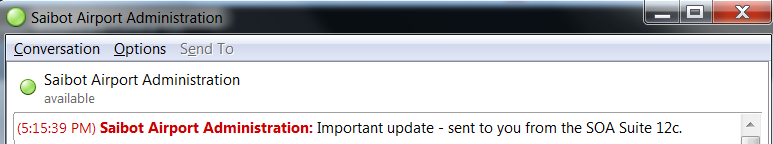 Saibot Airport Administration
Conversation Options Send To
Saibot Airport Administration
available
(5:15:39 PM) Saibot Airport Administration: Important update - sent to you from the SOA Suite 12c.